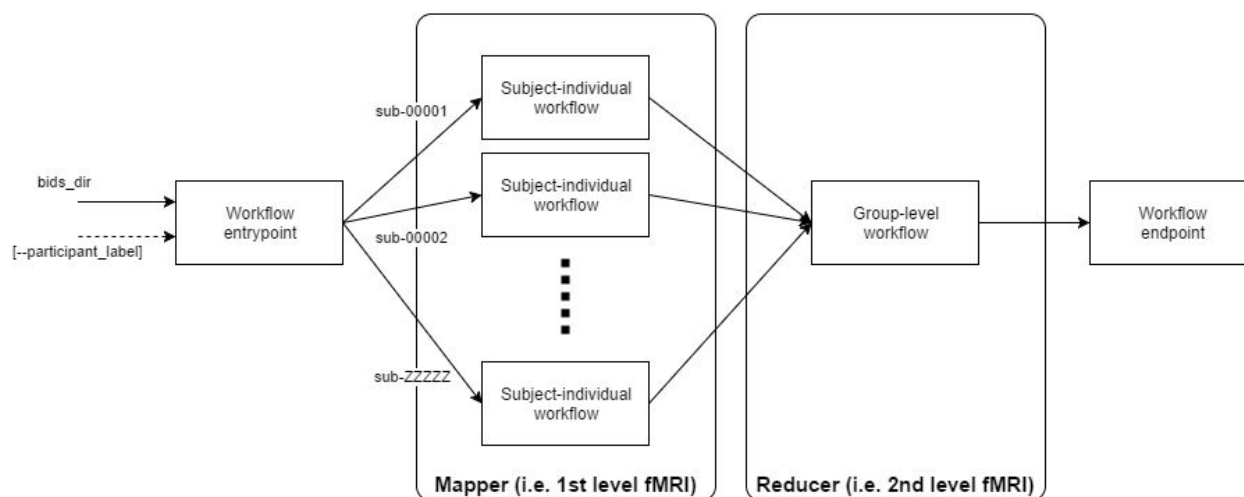 bids_dir
[--participant_label]
Workflow
entrypoint
sub-00001
sub-00002
sub-ZZZZZ
Subject-individual
workflow
Subject-individual
workflow
Subject-individual
workflow
Mapper (i.e. 1st level fMRI)
Group-level
workflow
Reducer (i.e. 2nd level fMRI)
Workflow
endpoint